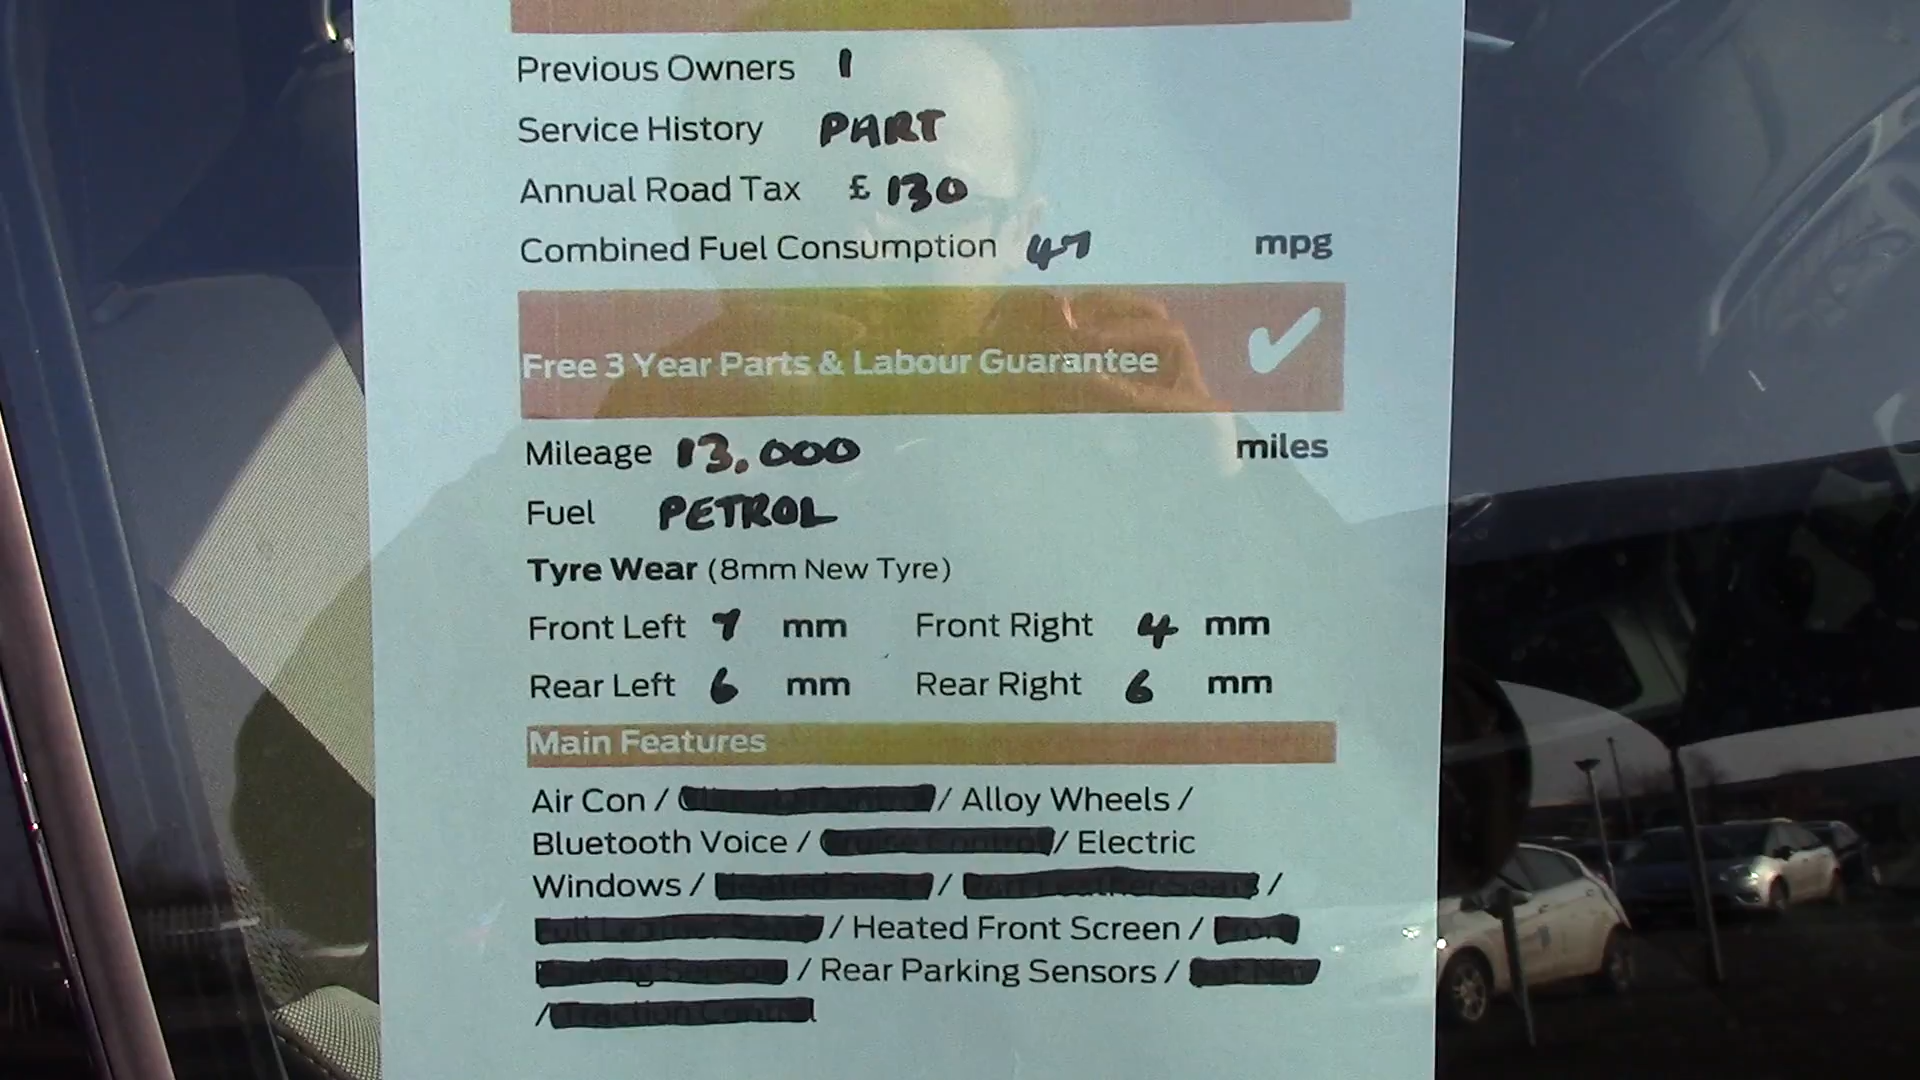 Previous Owners 1
Service History PART
Annual Road Tax £ 130
Combined Fuel Consumption 47 mpg
Free 3 Year Parts & Labour Guarantee ✓
Mileage 13,000 miles
Fuel PETROL
Tyre Wear (8mm New Tyre)
Front Left 7 mm Front Right 4 mm
Rear Left 6 mm Rear Right 6 mm
Main Features
Air Con / / Alloy Wheels /
Bluetooth Voice / / Electric
Windows / / /
/ Heated Front Screen /
/ Rear Parking Sensors /
/